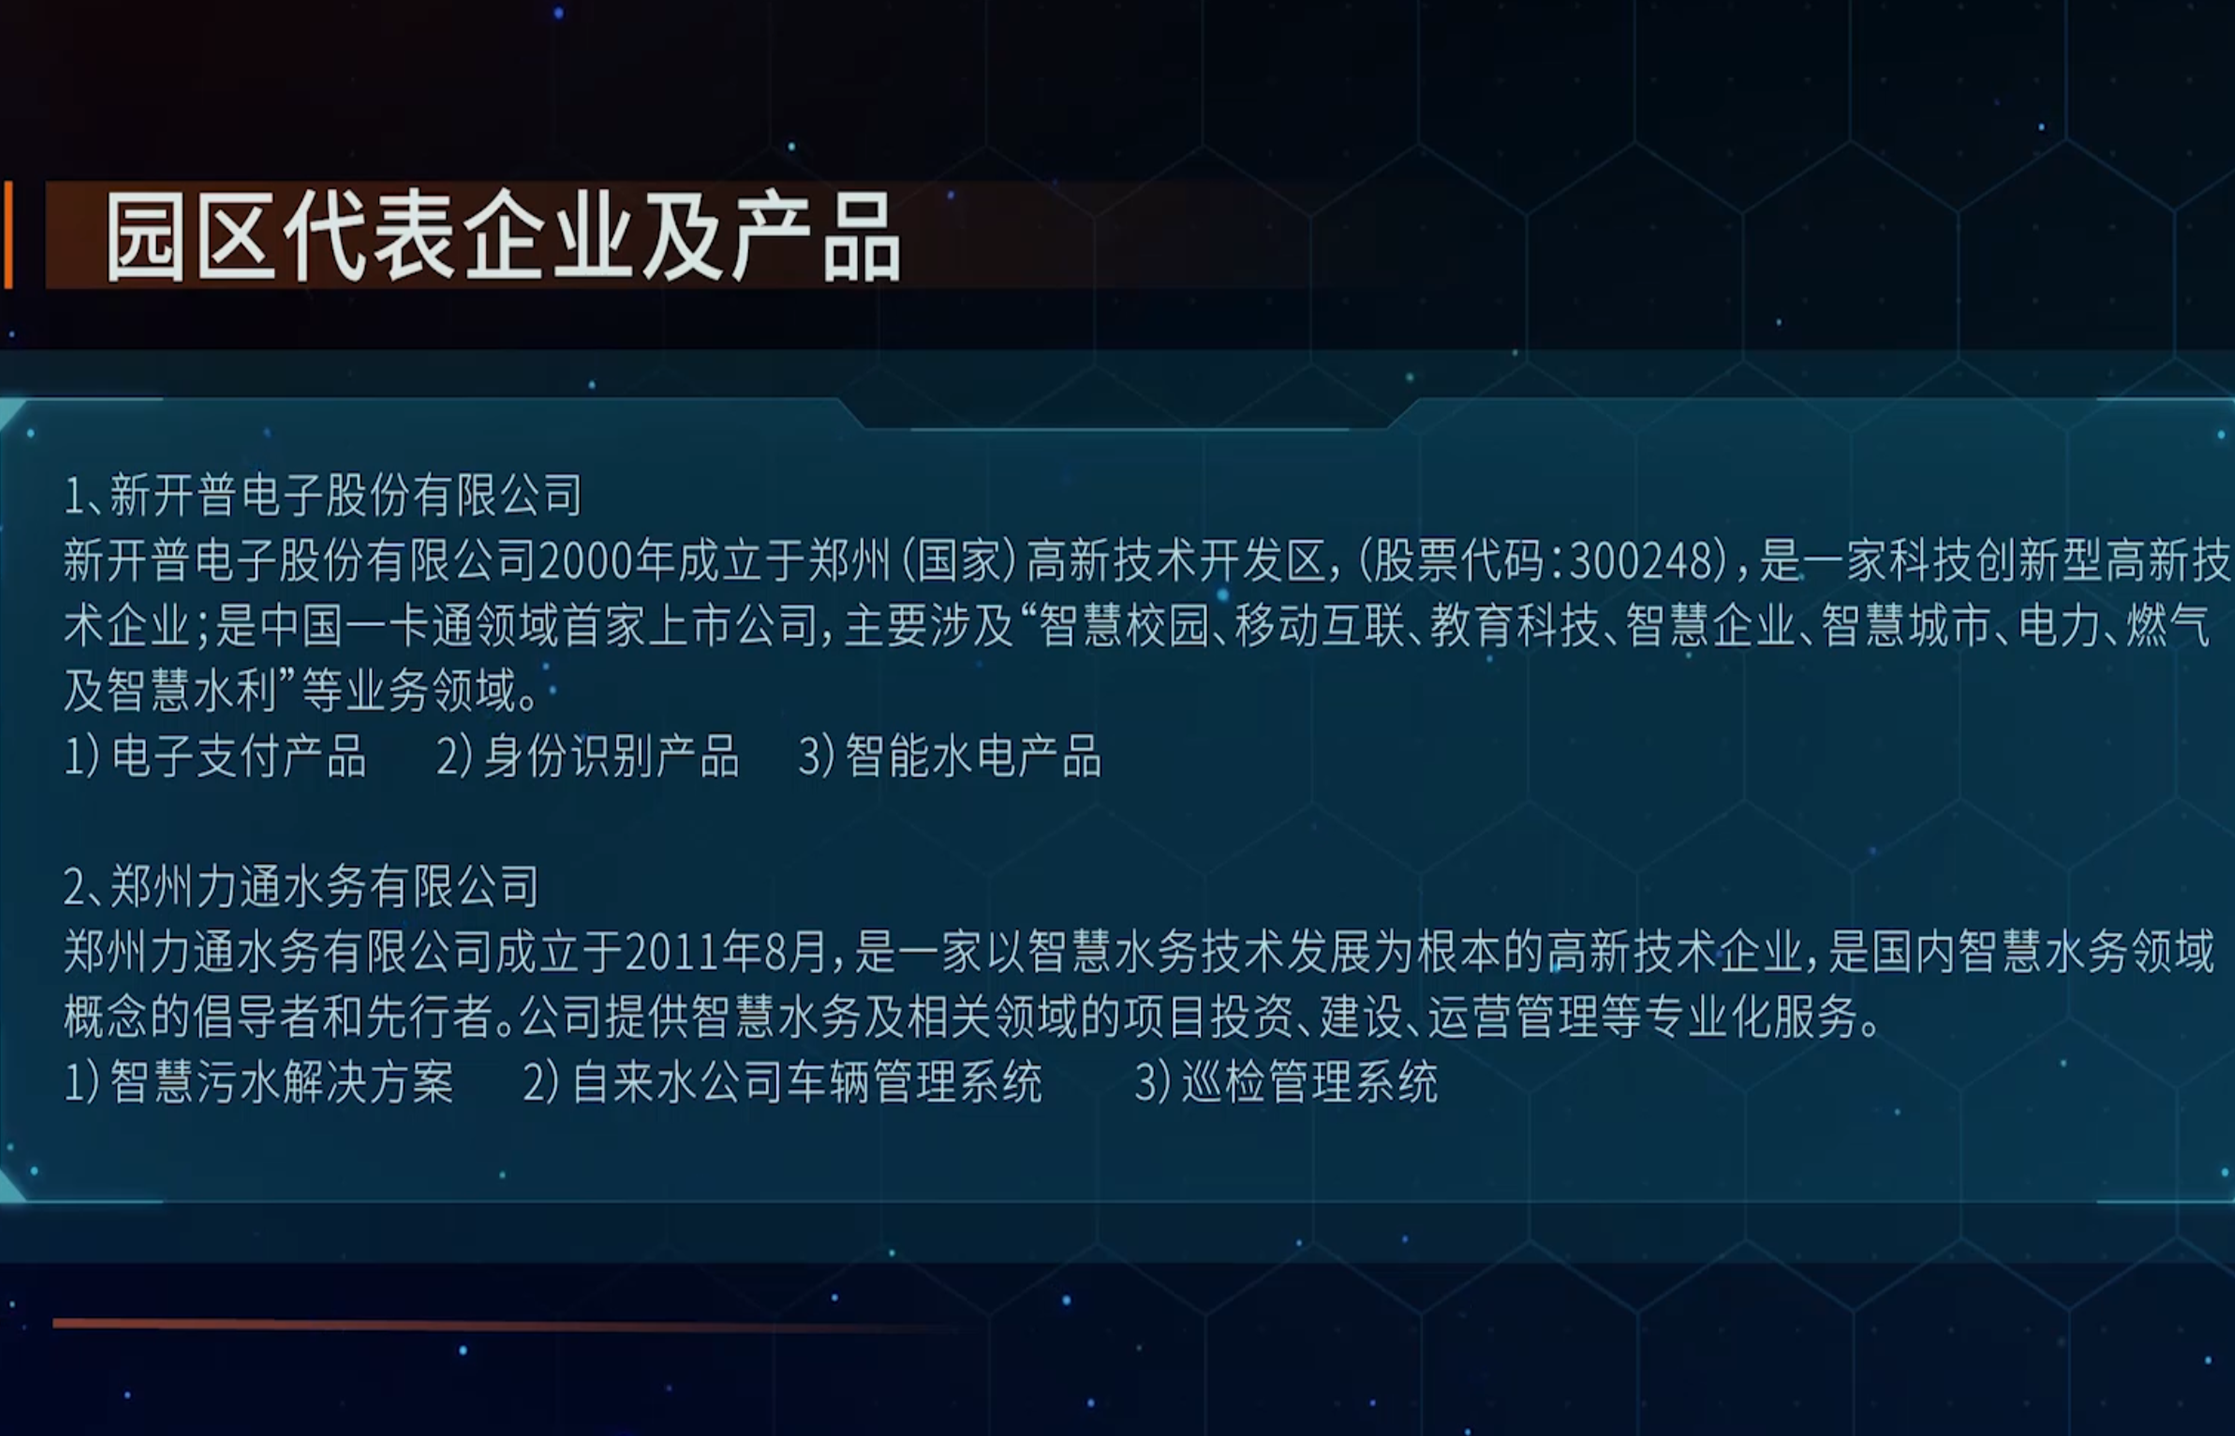 园区代表企业及产品
1、新开普电子股份有限公司
新开普电子股份有限公司2000年成立于郑州（国家）高新技术开发区，（股票代码：300248），是一家科技创新型高新技
术企业；是中国一卡通领域首家上市公司，主要涉及“智慧校园、移动互联、教育科技、智慧企业、智慧城市、电力、燃气
及智慧水利”等业务领域。
1）电子支付产品 2）身份识别产品 3）智能水电产品
2、郑州力通水务有限公司
郑州力通水务有限公司成立于2011年8月，是一家以智慧水务技术发展为根本的高新技术企业，是国内智慧水务领域
概念的倡导者和先行者。公司提供智慧水务及相关领域的项目投资、建设、运营管理等专业化服务。
1）智慧污水解决方案 2）自来水公司车辆管理系统 3）巡检管理系统